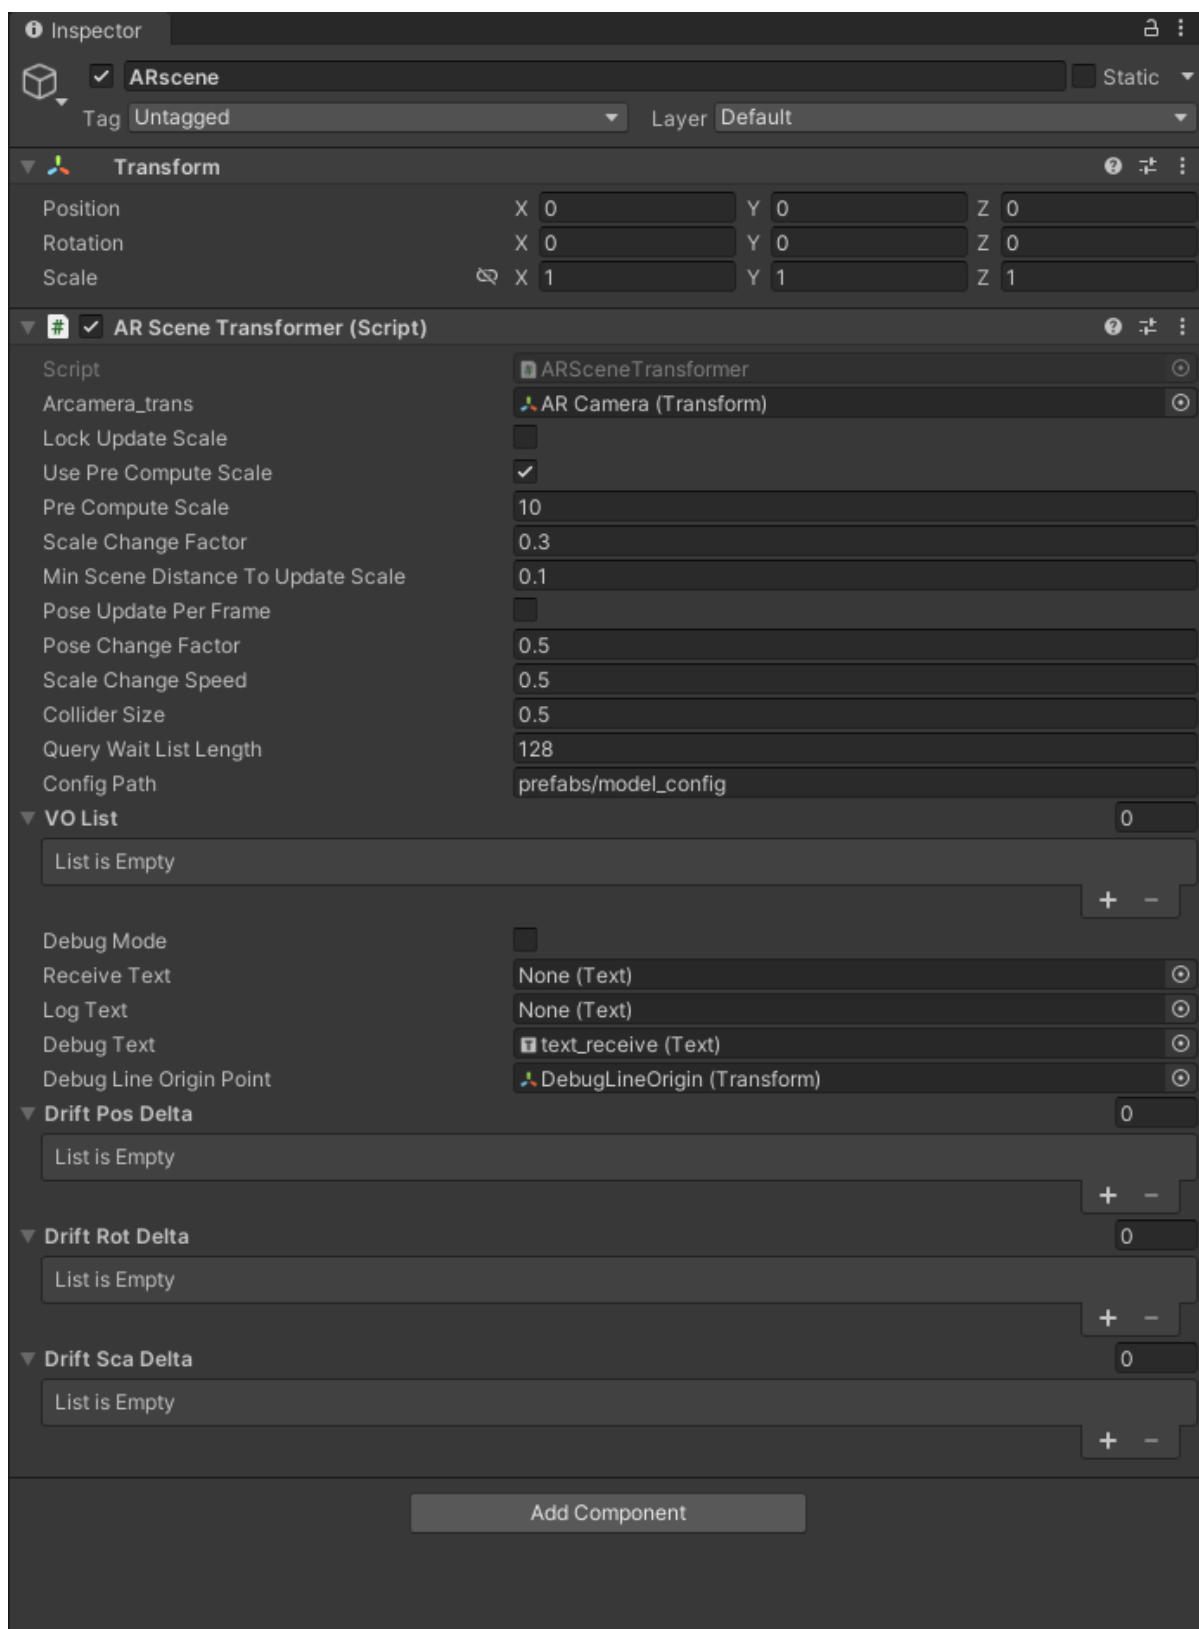 Inspector
ARscene Static
Tag Untagged Layer Default
Transform
Position X 0 Y 0 Z 0
Rotation X 0 Y 0 Z 0
Scale X 1 Y 1 Z 1
# AR Scene Transformer (Script)
Script ARSceneTransformer
Arcamera_trans AR Camera (Transform)
Lock Update Scale
Use Pre Compute Scale
Pre Compute Scale 10
Scale Change Factor 0.3
Min Scene Distance To Update Scale 0.1
Pose Update Per Frame
Pose Change Factor 0.5
Scale Change Speed 0.5
Collider Size 0.5
Query Wait List Length 128
Config Path prefabs/model_config
VO List 0
List is Empty
+ −
Debug Mode
Receive Text None (Text)
Log Text None (Text)
Debug Text text_receive (Text)
Debug Line Origin Point DebugLineOrigin (Transform)
Drift Pos Delta 0
List is Empty
+ −
Drift Rot Delta 0
List is Empty
+ −
Drift Sca Delta 0
List is Empty
+ −
Add Component